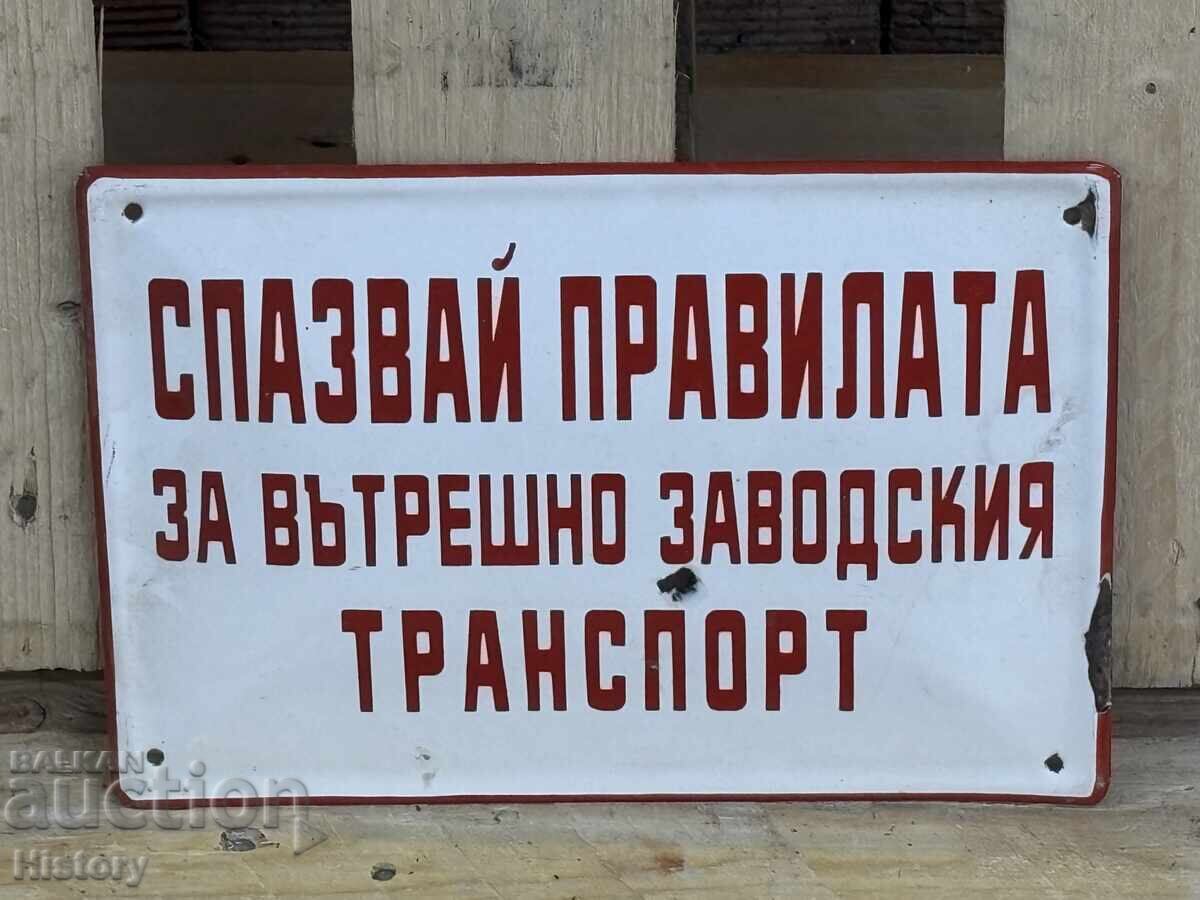 СПАЗВАЙ ПРАВИЛАТА
ЗА ВЪТРЕШНО ЗАВОДСКИЯ
ТРАНСПОРТ
BALKAN
auction
History